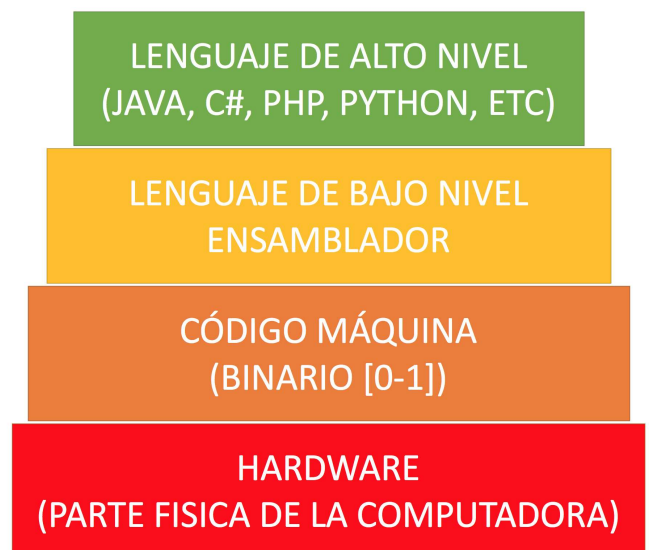 LENGUAJE DE ALTO NIVEL
(JAVA, C#, PHP, PYTHON, ETC)
LENGUAJE DE BAJO NIVEL
ENSAMBLADOR
CÓDIGO MÁQUINA
(BINARIO [0-1])
HARDWARE
(PARTE FISICA DE LA COMPUTADORA)